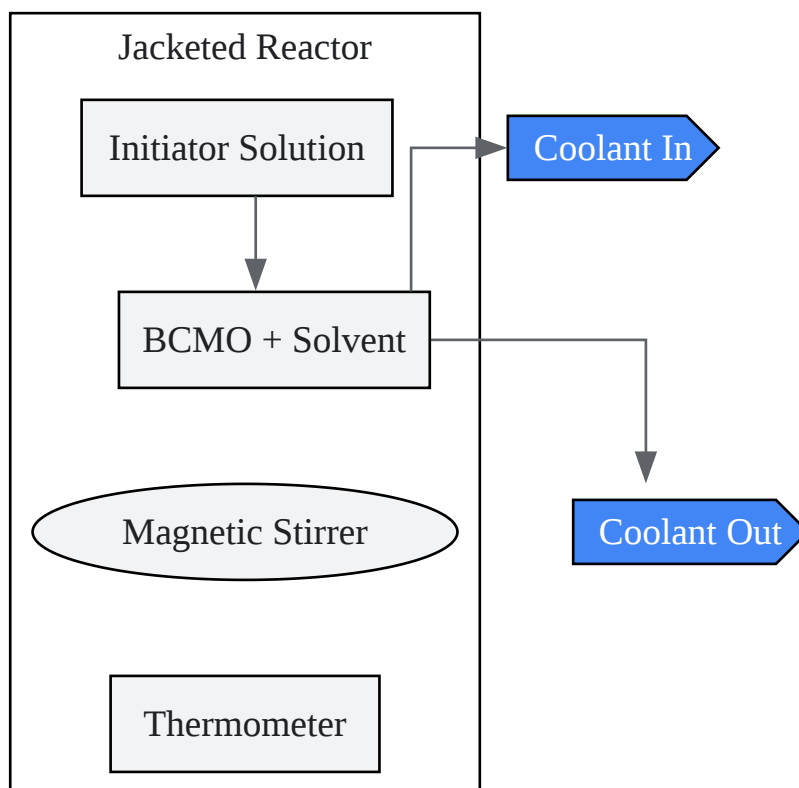 Jacketed Reactor
Initiator Solution
Coolant In
BCMO + Solvent
Magnetic Stirrer
Coolant Out
Thermometer